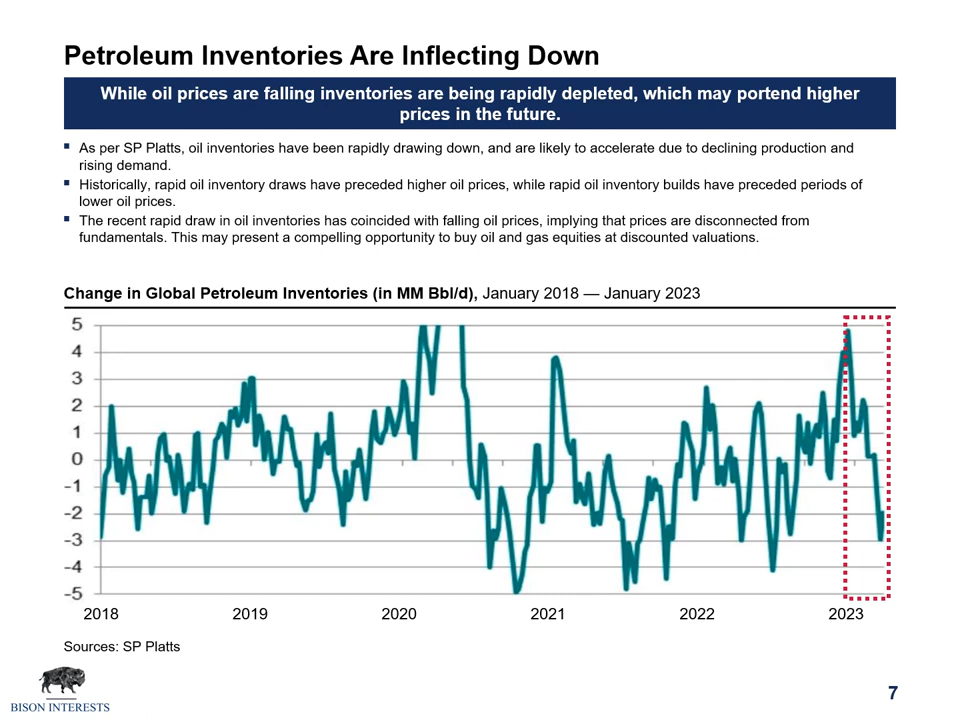 Petroleum Inventories Are Inflecting Down
While oil prices are falling inventories are being rapidly depleted, which may portend higher
prices in the future.
As per SP Platts, oil inventories have been rapidly drawing down, and are likely to accelerate due to declining production and
rising demand.
Historically, rapid oil inventory draws have preceded higher oil prices, while rapid oil inventory builds have preceded periods of
lower oil prices.
The recent rapid draw in oil inventories has coincided with falling oil prices, implying that prices are disconnected from
fundamentals. This may present a compelling opportunity to buy oil and gas equities at discounted valuations.
Change in Global Petroleum Inventories (in MM Bbl/d), January 2018 — January 2023
5
4
3
2
1
0
-1
-2
-3
-4
-5
2018 2019 2020 2021 2022 2023
Sources: SP Platts
BISON INTERESTS
7